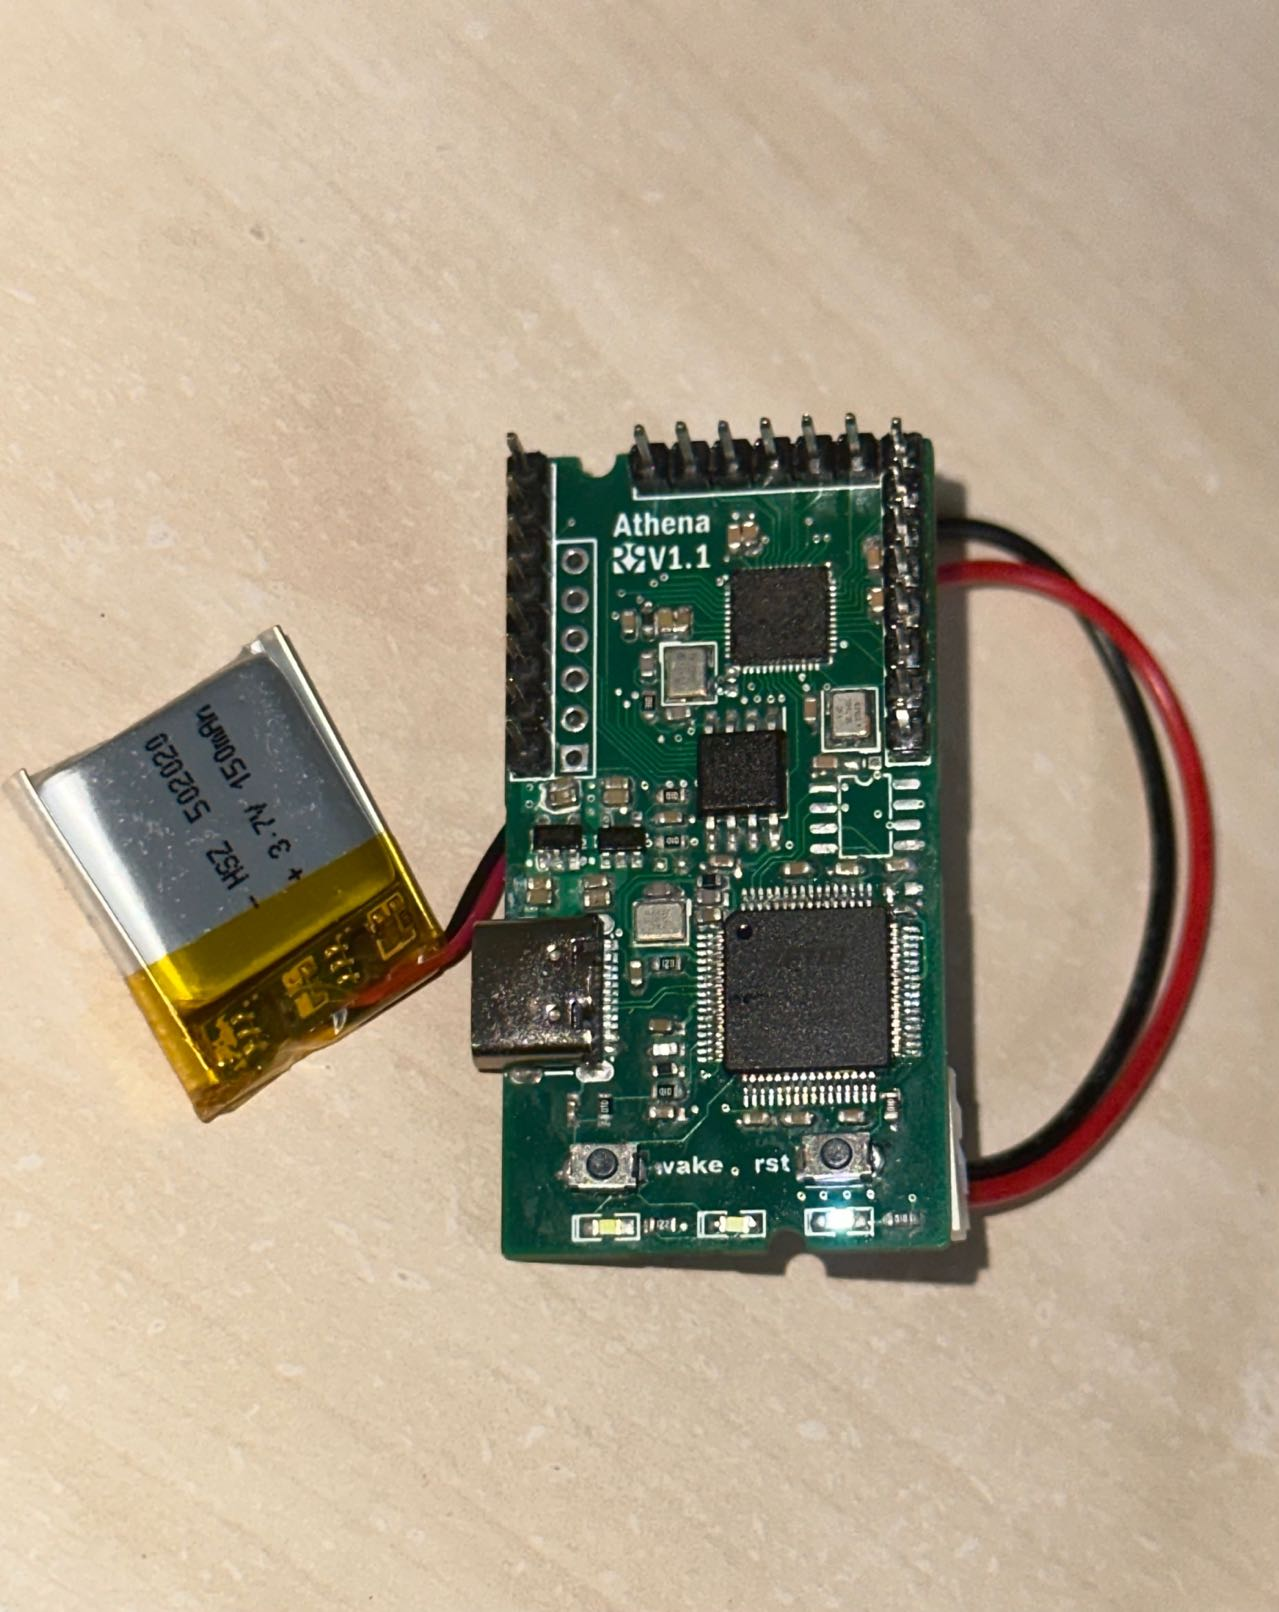 Athena
V1.1
wake. rst
- HSZ 502020
+ 3.7V 150mAh